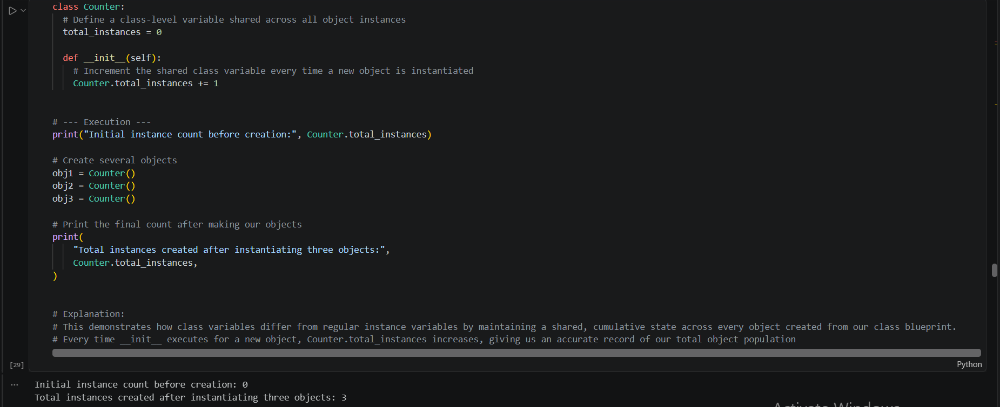 class Counter:
# Define a class-level variable shared across all object instances
total_instances = 0
def __init__(self):
# Increment the shared class variable every time a new object is instantiated
Counter.total_instances += 1
# --- Execution ---
print("Initial instance count before creation:", Counter.total_instances)
# Create several objects
obj1 = Counter()
obj2 = Counter()
obj3 = Counter()
# Print the final count after making our objects
print(
"Total instances created after instantiating three objects:",
Counter.total_instances,
)
# Explanation:
# This demonstrates how class variables differ from regular instance variables by maintaining a shared, cumulative state across every object created from our class blueprint.
# Every time __init__ executes for a new object, Counter.total_instances increases, giving us an accurate record of our total object population
[29]
Python
Initial instance count before creation: 0
Total instances created after instantiating three objects: 3
Activate Windows